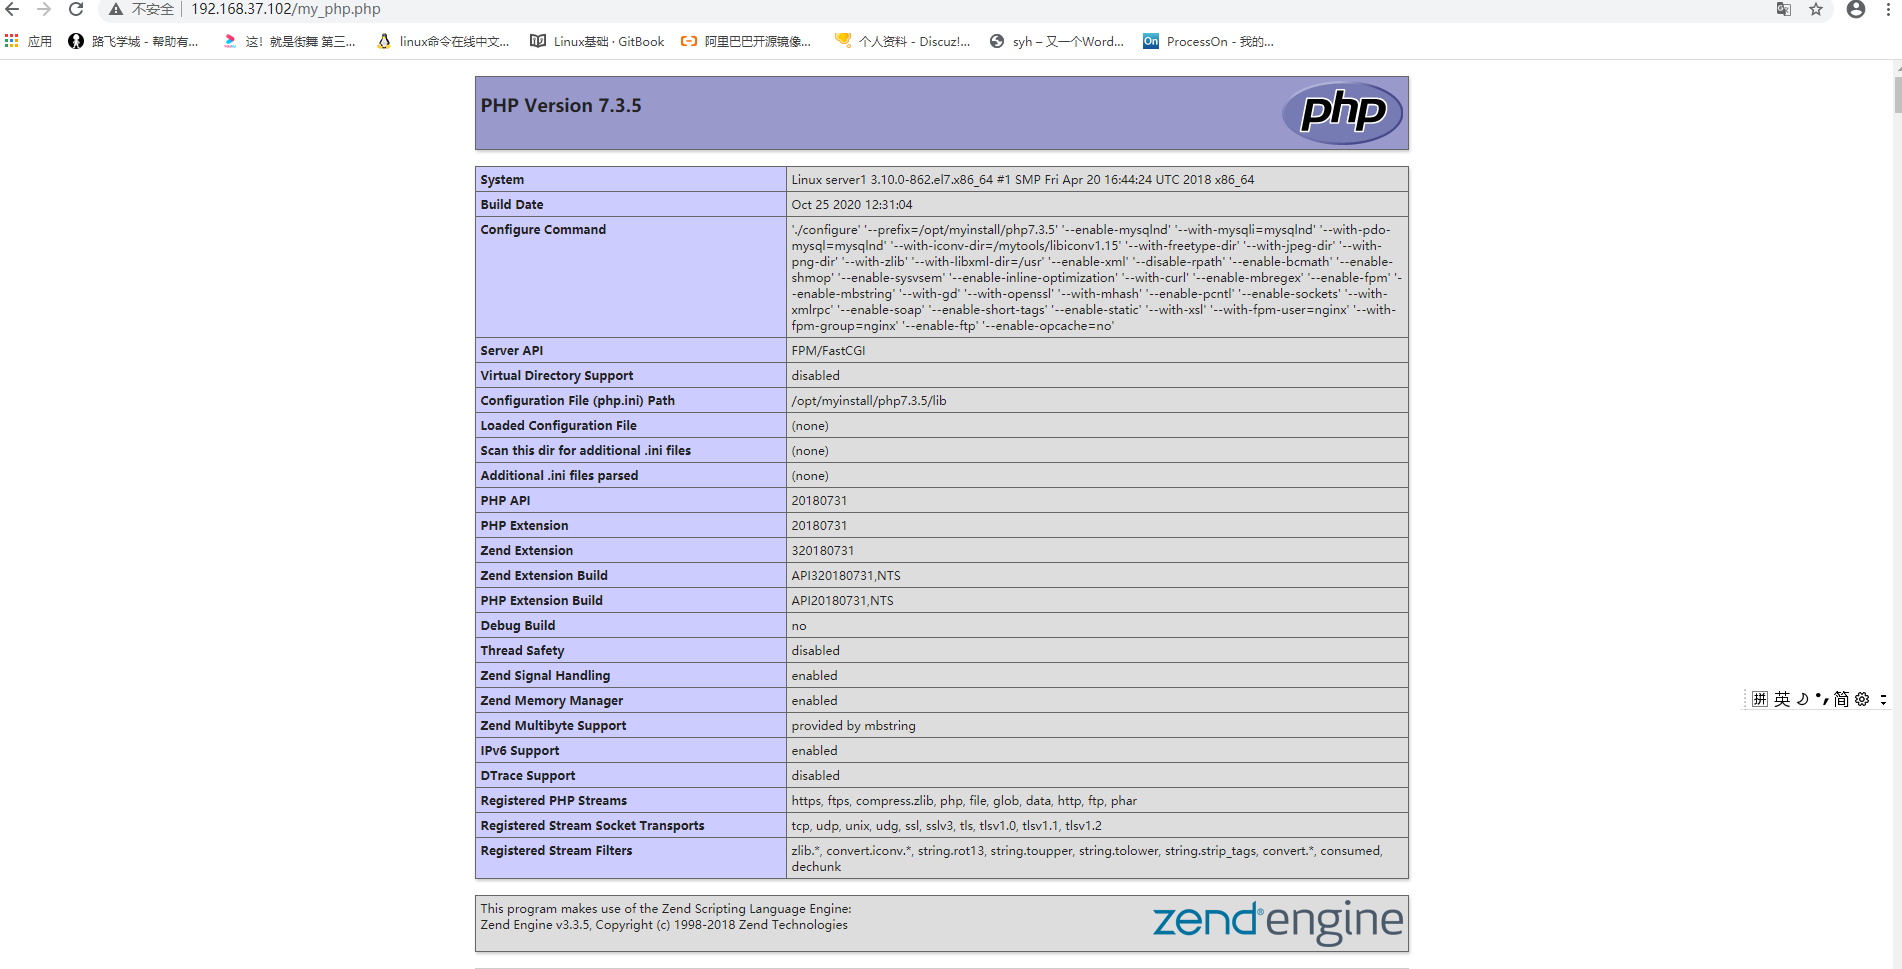 不安全 192.168.37.102/my_php.php
应用 路飞学城 - 帮助有... 这！就是街舞 第三... linux命令在线中文... Linux基础 · GitBook 阿里巴巴开源镜像... 个人资料 - Discuz!... syh – 又一个Word... On ProcessOn - 我的...
PHP Version 7.3.5
php
System Linux server1 3.10.0-862.el7.x86_64 #1 SMP Fri Apr 20 16:44:24 UTC 2018 x86_64
Build Date Oct 25 2020 12:31:04
Configure Command './configure' '--prefix=/opt/myinstall/php7.3.5' '--enable-mysqlnd' '--with-mysqli=mysqlnd' '--with-pdo-
mysql=mysqlnd' '--with-iconv-dir=/mytools/libiconv1.15' '--with-freetype-dir' '--with-jpeg-dir' '--with-
png-dir' '--with-zlib' '--with-libxml-dir=/usr' '--enable-xml' '--disable-rpath' '--enable-bcmath' '--enable-
shmop' '--enable-sysvsem' '--enable-inline-optimization' '--with-curl' '--enable-mbregex' '--enable-fpm' '-
-enable-mbstring' '--with-gd' '--with-openssl' '--with-mhash' '--enable-pcntl' '--enable-sockets' '--with-
xmlrpc' '--enable-soap' '--enable-short-tags' '--enable-static' '--with-xsl' '--with-fpm-user=nginx' '--with-
fpm-group=nginx' '--enable-ftp' '--enable-opcache=no'
Server API FPM/FastCGI
Virtual Directory Support disabled
Configuration File (php.ini) Path /opt/myinstall/php7.3.5/lib
Loaded Configuration File (none)
Scan this dir for additional .ini files (none)
Additional .ini files parsed (none)
PHP API 20180731
PHP Extension 20180731
Zend Extension 320180731
Zend Extension Build API320180731,NTS
PHP Extension Build API20180731,NTS
Debug Build no
Thread Safety disabled
Zend Signal Handling enabled
Zend Memory Manager enabled
Zend Multibyte Support provided by mbstring
IPv6 Support enabled
DTrace Support disabled
Registered PHP Streams https, ftps, compress.zlib, php, file, glob, data, http, ftp, phar
Registered Stream Socket Transports tcp, udp, unix, udg, ssl, sslv3, tls, tlsv1.0, tlsv1.1, tlsv1.2
Registered Stream Filters zlib.*, convert.iconv.*, string.rot13, string.toupper, string.tolower, string.strip_tags, convert.*, consumed,
dechunk
This program makes use of the Zend Scripting Language Engine:
Zend Engine v3.3.5, Copyright (c) 1998-2018 Zend Technologies
zend® engine
拼 英 简